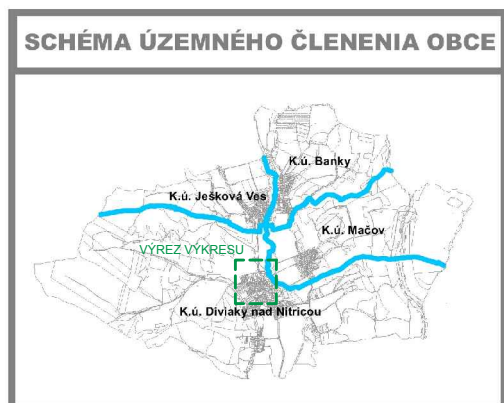 SCHÉMA ÚZEMNÉHO ČLENENIA OBCE
K.ú. Banky
K.ú. Ješková Ves
K.ú. Mačov
VÝREZ VÝKRESU
K.ú. Diviaky nad Nitricou